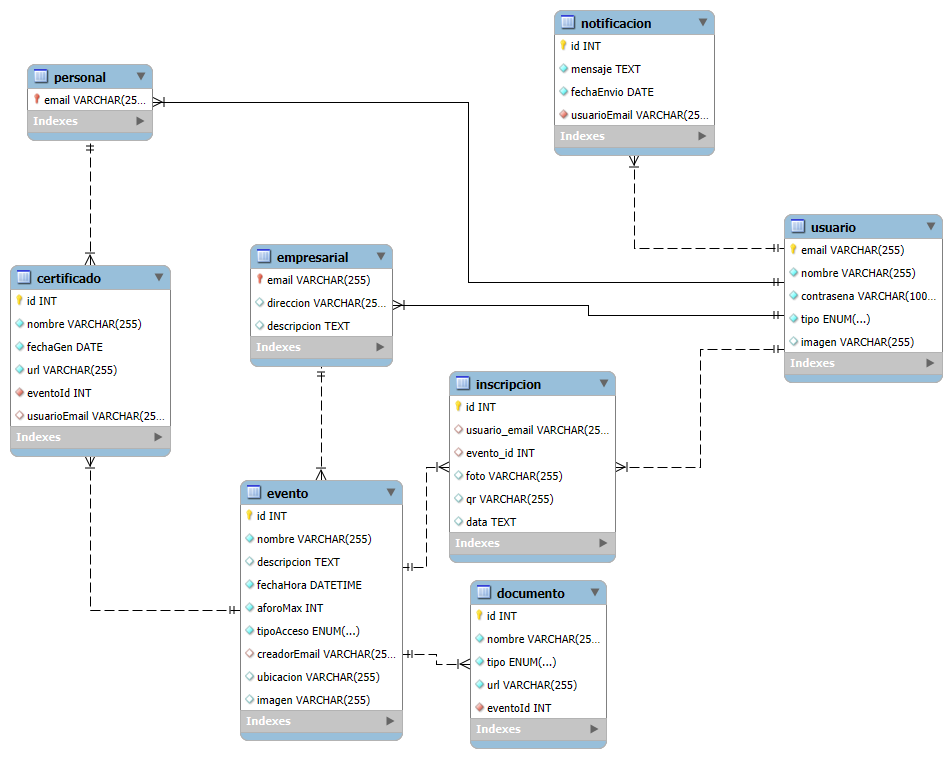 notificacion
id INT
mensaje TEXT
fechaEnvio DATE
usuarioEmail VARCHAR(25...
Indexes
personal
email VARCHAR(25...
Indexes
usuario
email VARCHAR(255)
nombre VARCHAR(255)
contrasena VARCHAR(100...
tipo ENUM(...)
imagen VARCHAR(255)
Indexes
empresarial
email VARCHAR(255)
direccion VARCHAR(25...
descripcion TEXT
Indexes
certificado
id INT
nombre VARCHAR(255)
fechaGen DATE
url VARCHAR(255)
eventoId INT
usuarioEmail VARCHAR(25...
Indexes
inscripcion
id INT
usuario_email VARCHAR(25...
evento_id INT
foto VARCHAR(255)
qr VARCHAR(255)
data TEXT
Indexes
evento
id INT
nombre VARCHAR(255)
descripcion TEXT
fechaHora DATETIME
aforoMax INT
tipoAcceso ENUM(...)
creadorEmail VARCHAR(25...
ubicacion VARCHAR(255)
imagen VARCHAR(255)
Indexes
documento
id INT
nombre VARCHAR(25...
tipo ENUM(...)
url VARCHAR(255)
eventoId INT
Indexes